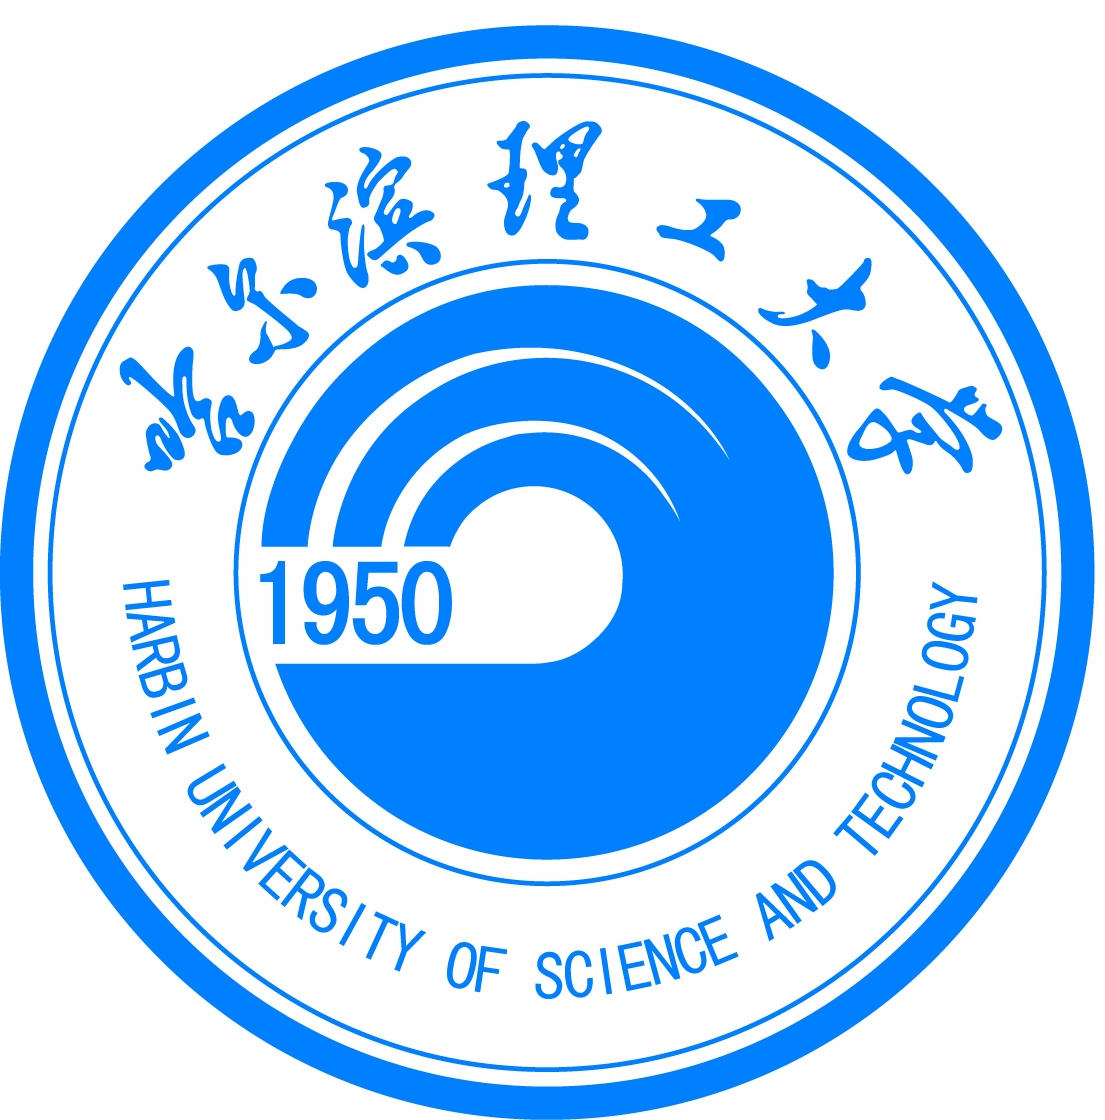 哈尔滨理工大学
1950
HARBIN UNIVERSITY OF SCIENCE AND TECHNOLOGY